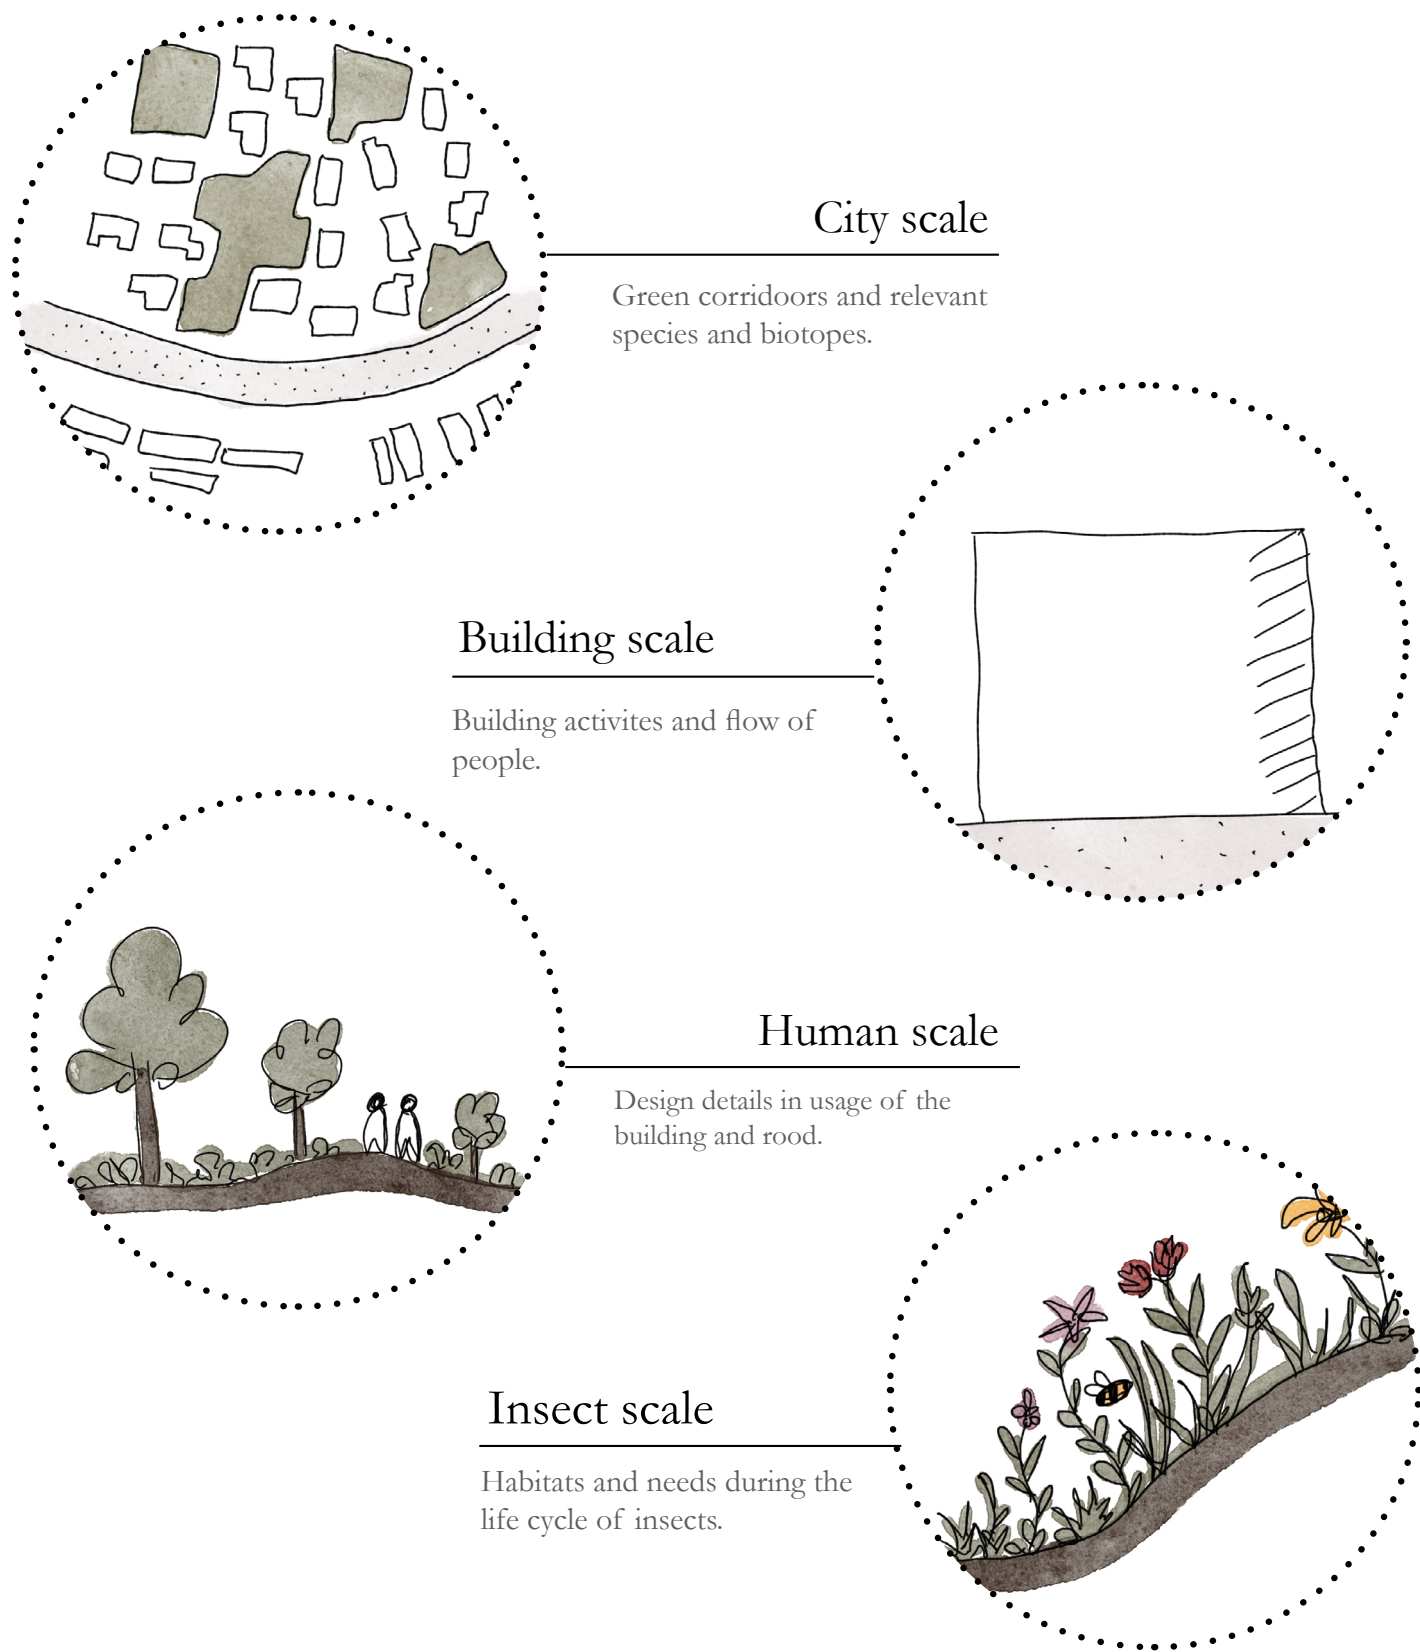 City scale
Green corridoors and relevant
species and biotopes.
Building scale
Building activites and flow of
people.
Human scale
Design details in usage of the
building and rood.
Insect scale
Habitats and needs during the
life cycle of insects.